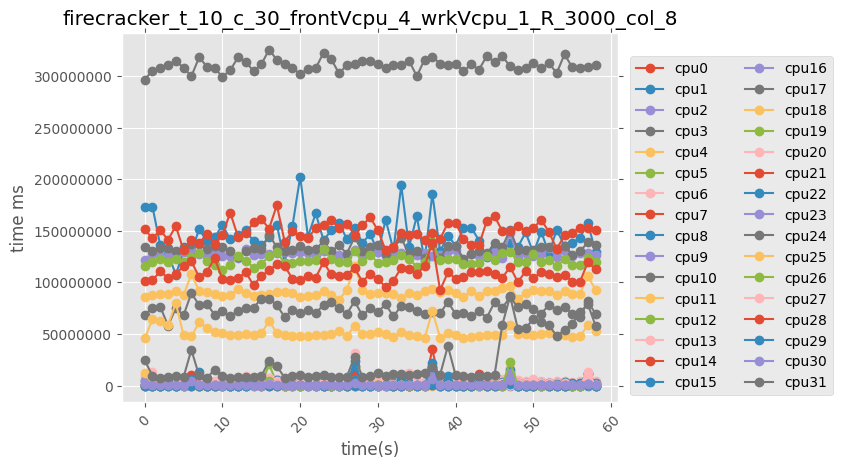 firecracker_t_10_c_30_frontVcpu_4_wrkVcpu_1_R_3000_col_8
300000000
250000000
200000000
150000000
100000000
50000000
0
time ms
0
10
20
30
40
50
60
time(s)
cpu0
cpu1
cpu2
cpu3
cpu4
cpu5
cpu6
cpu7
cpu8
cpu9
cpu10
cpu11
cpu12
cpu13
cpu14
cpu15
cpu16
cpu17
cpu18
cpu19
cpu20
cpu21
cpu22
cpu23
cpu24
cpu25
cpu26
cpu27
cpu28
cpu29
cpu30
cpu31